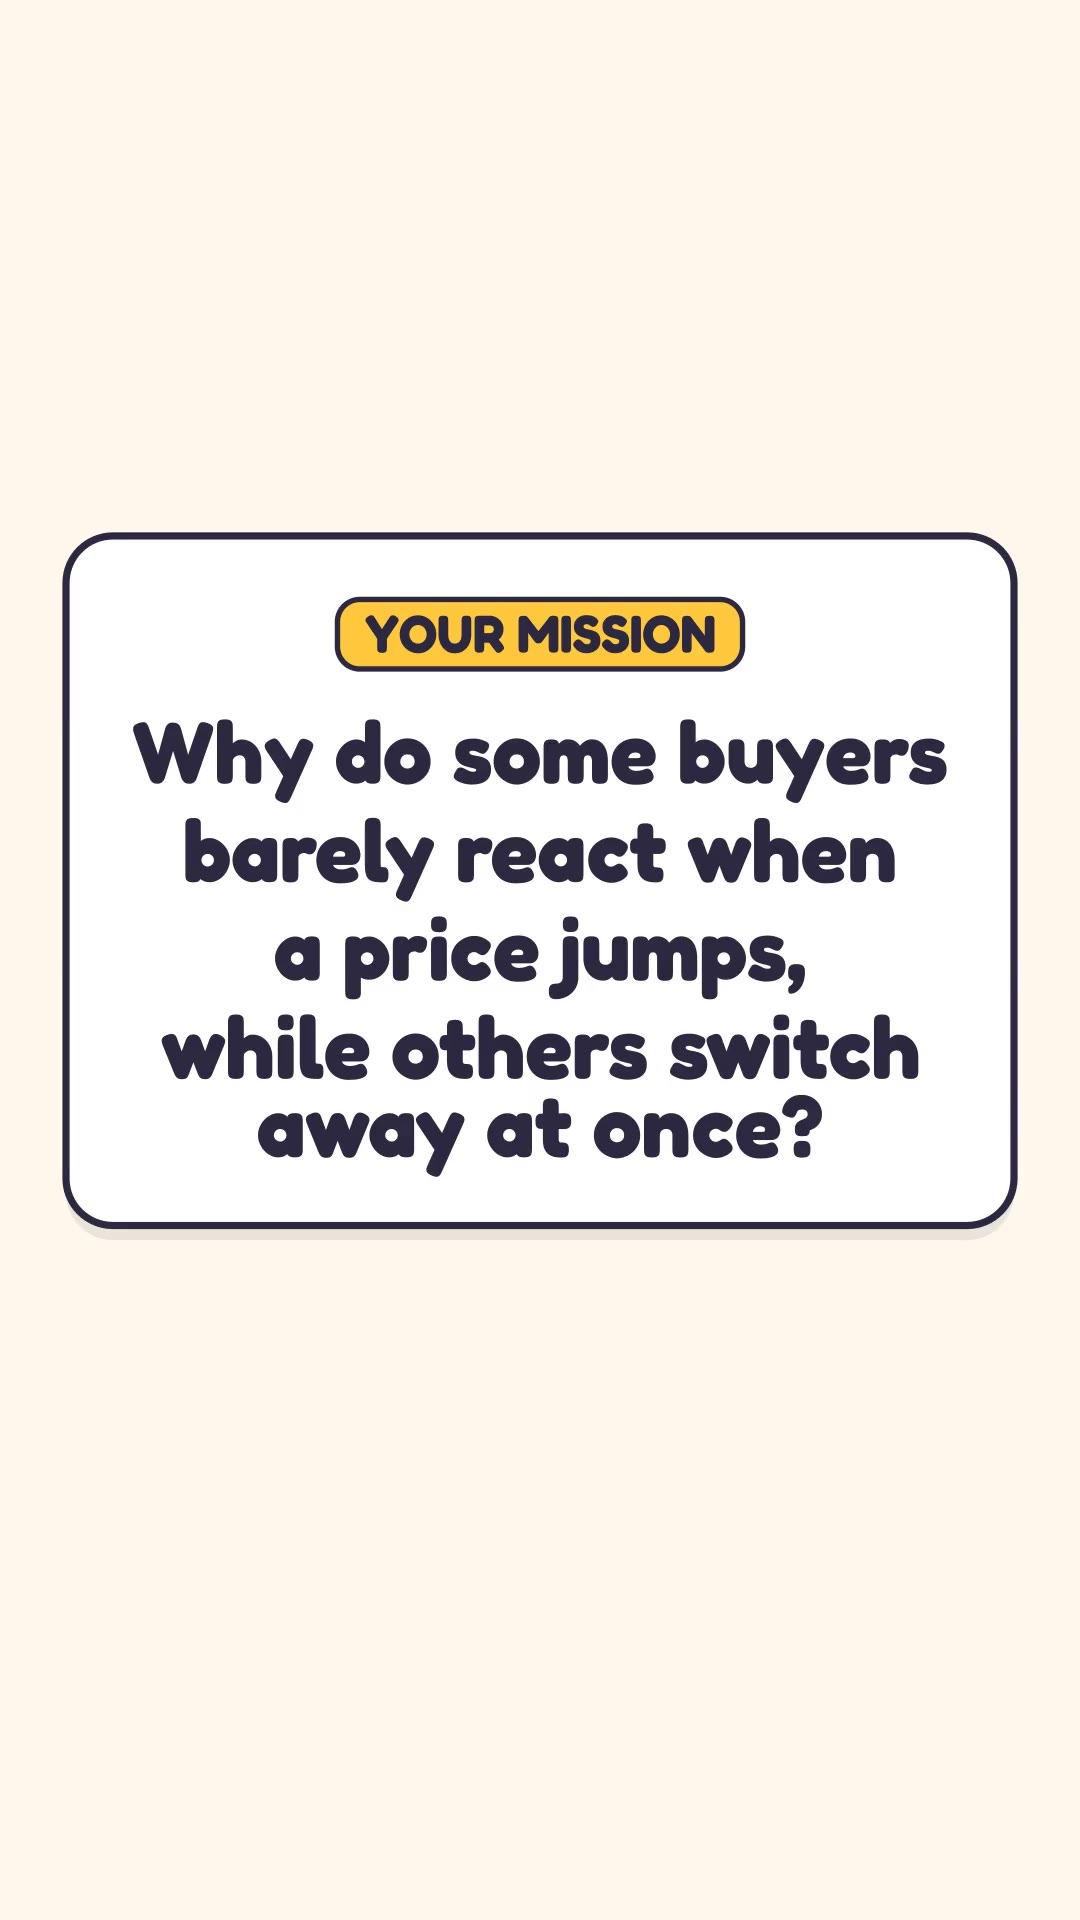 YOUR MISSION
Why do some buyers
barely react when
a price jumps,
while others switch
away at once?